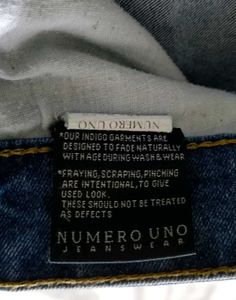 NUMERO UNO
*OUR INDIGO GARMENTS ARE
DESIGNED TO FADE NATURALLY
WITH AGE DURING WASH & WEAR
*FRAYING, SCRAPING, PINCHING
ARE INTENTIONAL, TO GIVE
USED LOOK.
THESE SHOULD NOT BE TREATED
AS DEFECTS
NUMERO UNO
JEANSWEAR